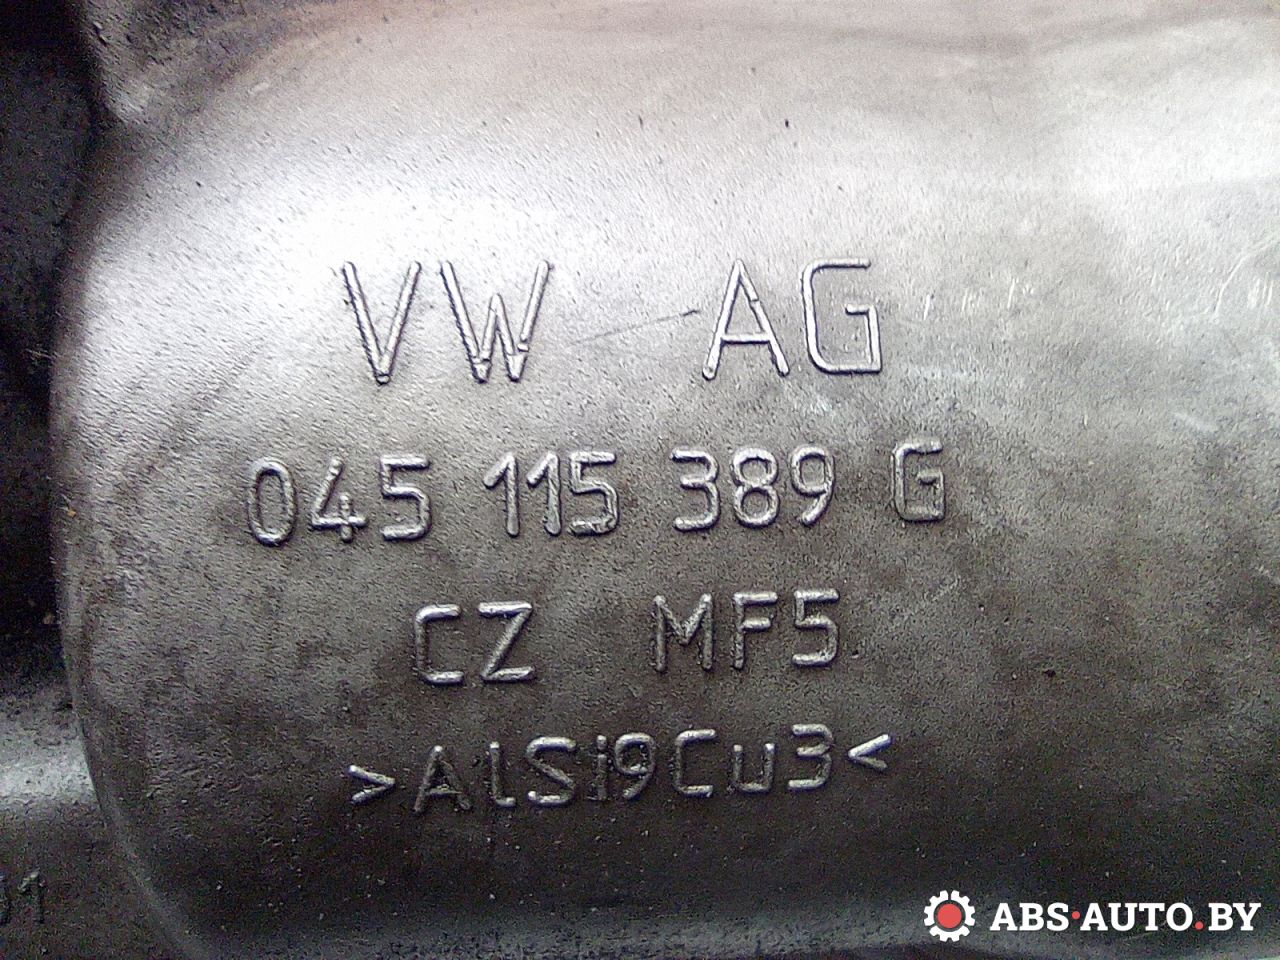 VW AG
045 115 389 G
CZ MF5
>AlSi9Cu3<
ABS·AUTO.BY